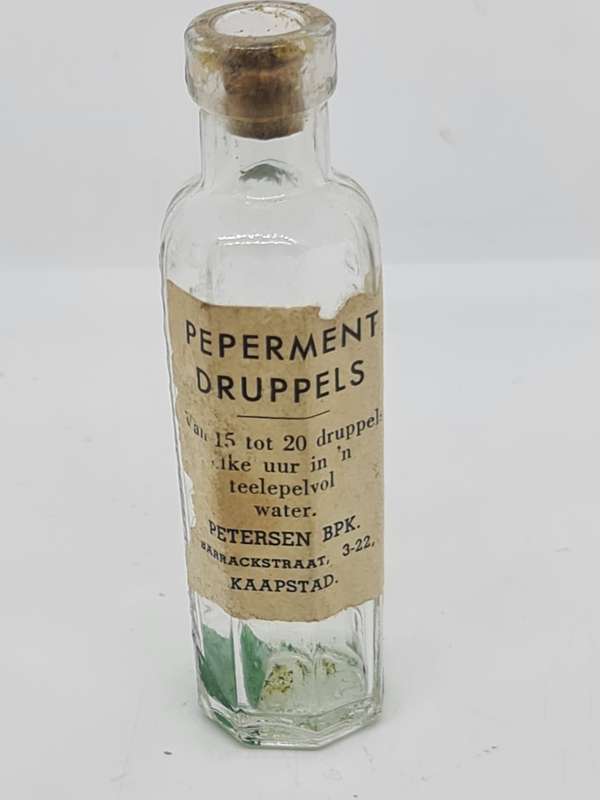 PEPERMENT
DRUPPELS
Van 15 tot 20 druppels
elke uur in 'n
teelepelvol
water.
PETERSEN BPK.
BARRACKSTRAAT, 3-22,
KAAPSTAD.